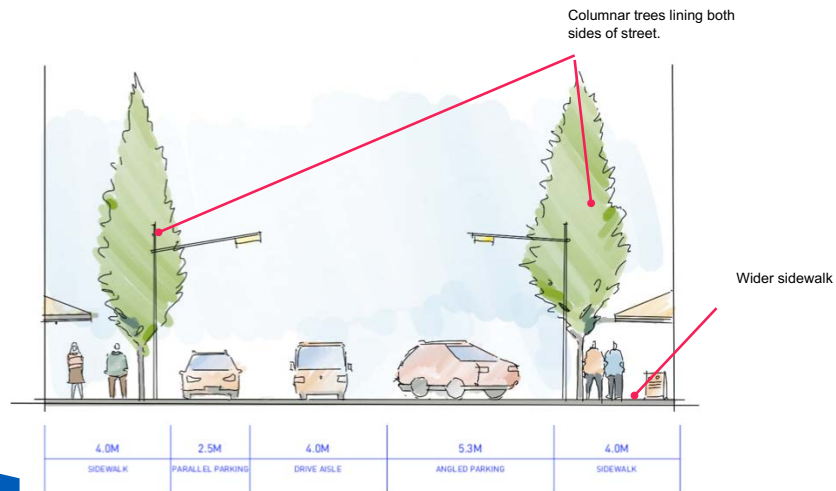 Columnar trees lining both
sides of street.
Wider sidewalk
4.0M 2.5M 4.0M 5.3M 4.0M
SIDEWALK PARALLEL PARKING DRIVE AISLE ANGLED PARKING SIDEWALK